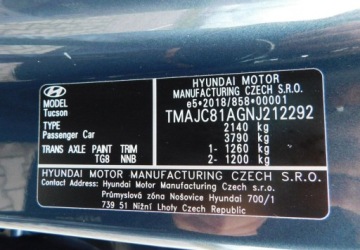 HYUNDAI MOTOR
MANUFACTURING CZECH S.R.O.
e5*2018/858*00001
TMAJC81AGNJ212292
2140 kg
3790 kg
1- 1260 kg
2- 1200 kg
MODEL
Tucson
TYPE
Passenger Car
TRANS AXLE PAINT TRIM
TG8 NNB
HYUNDAI MOTOR MANUFACTURING CZECH S.R.O.
Contact Address: Hyundai Motor Manufacturing Czech s.r.o.
Průmyslová zóna Nošovice Hyundai 700/1
739 51 Nižní Lhoty Czech Republic